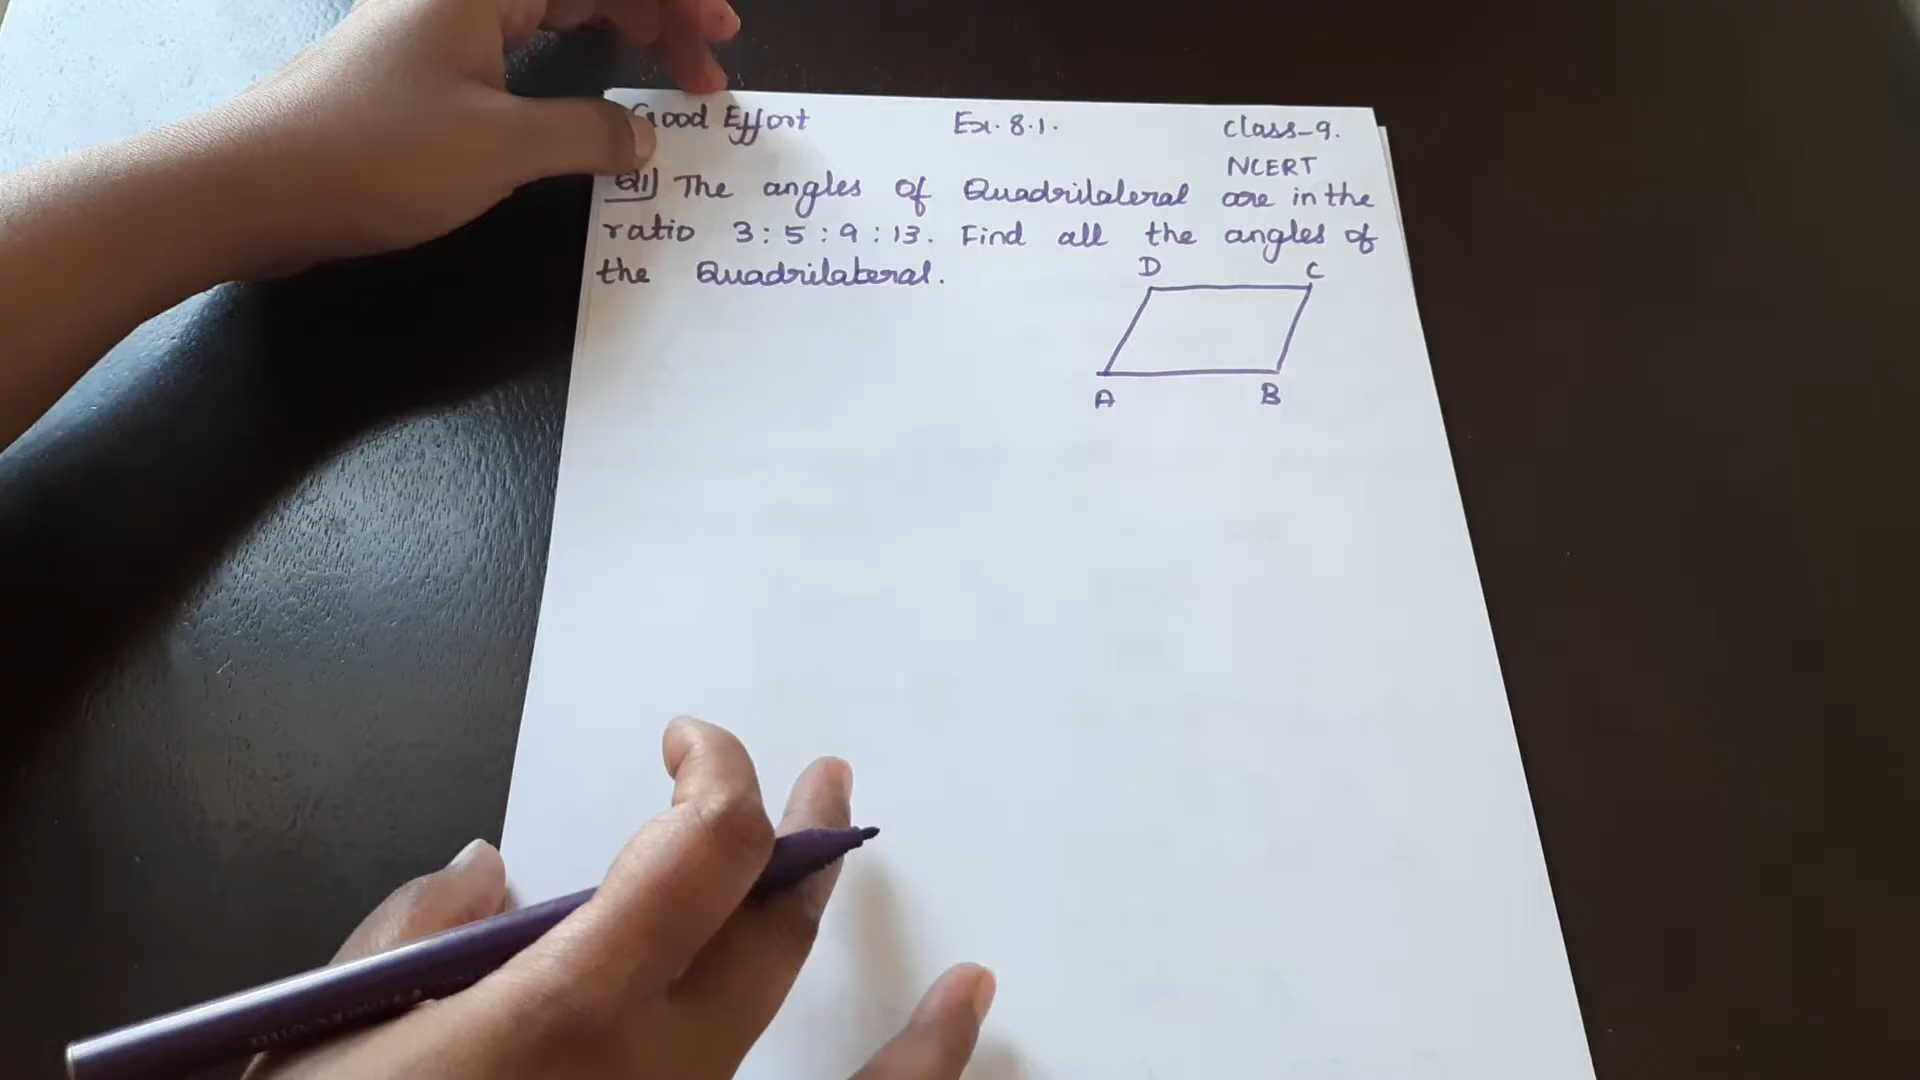 Good Effort Ex. 8.1. Class-9.
NCERT
Q1) The angles of Quadrilateral are in the
ratio 3 : 5 : 9 : 13. Find all the angles of
the Quadrilateral.
D C
A B